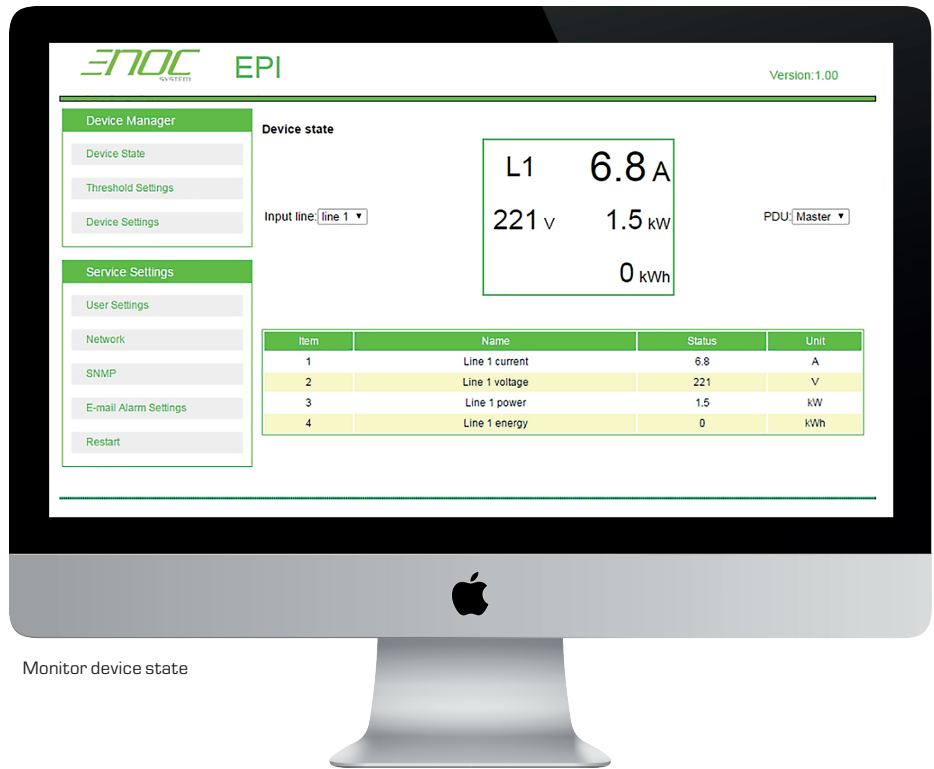 ENOC
SYSTEM
EPI
Version:1.00
Device Manager
Device State
Threshold Settings
Device Settings
Service Settings
User Settings
Network
SNMP
E-mail Alarm Settings
Restart
Device state
Input line: line 1
L1 6.8 A
221 V 1.5 kW
0 kWh
PDU: Master
Item Name Status Unit
1 Line 1 current 6.8 A
2 Line 1 voltage 221 V
3 Line 1 power 1.5 kW
4 Line 1 energy 0 kWh
Monitor device state